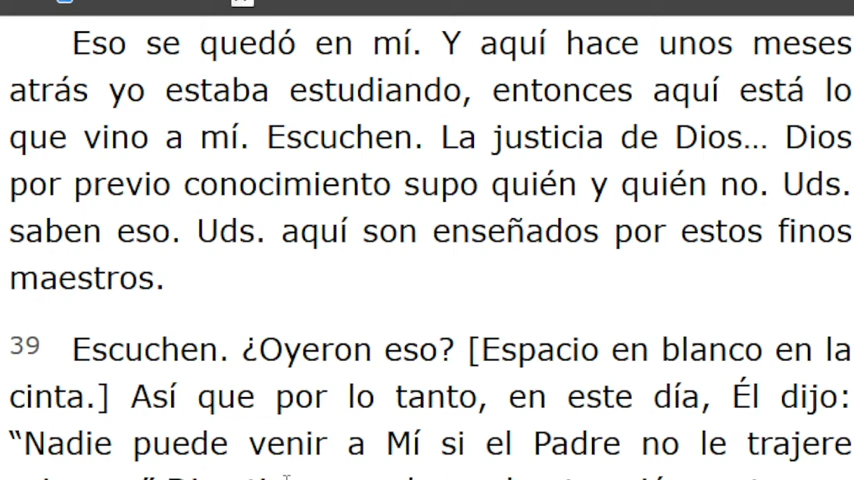 Eso se quedó en mí. Y aquí hace unos meses
atrás yo estaba estudiando, entonces aquí está lo
que vino a mí. Escuchen. La justicia de Dios… Dios
por previo conocimiento supo quién y quién no. Uds.
saben eso. Uds. aquí son enseñados por estos finos
maestros.
39 Escuchen. ¿Oyeron eso? [Espacio en blanco en la
cinta.] Así que por lo tanto, en este día, Él dijo:
“Nadie puede venir a Mí si el Padre no le trajere